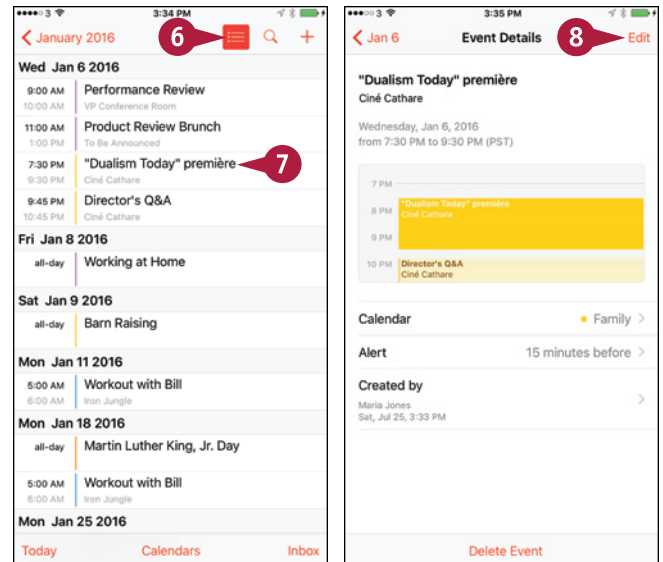 3 3:34 PM
January 2016 6 +
Wed Jan 6 2016
9:00 AM Performance Review
10:00 AM VP Conference Room
11:00 AM Product Review Brunch
1:00 PM To Be Announced
7:30 PM "Dualism Today" première 7
9:30 PM Ciné Cathare
9:45 PM Director's Q&A
10:45 PM Ciné Cathare
Fri Jan 8 2016
all-day Working at Home
Sat Jan 9 2016
all-day Barn Raising
Mon Jan 11 2016
5:00 AM Workout with Bill
6:00 AM Iron Jungle
Mon Jan 18 2016
all-day Martin Luther King, Jr. Day
5:00 AM Workout with Bill
6:00 AM Iron Jungle
Mon Jan 25 2016
Today Calendars Inbox
3 3:35 PM
Jan 6 Event Details 8 Edit
"Dualism Today" première
Ciné Cathare
Wednesday, Jan 6, 2016
from 7:30 PM to 9:30 PM (PST)
7 PM
"Dualism Today" première
8 PM Ciné Cathare
9 PM
10 PM Director's Q&A
Ciné Cathare
Calendar Family
Alert 15 minutes before
Created by
Maria Jones
Sat, Jul 25, 3:33 PM
Delete Event